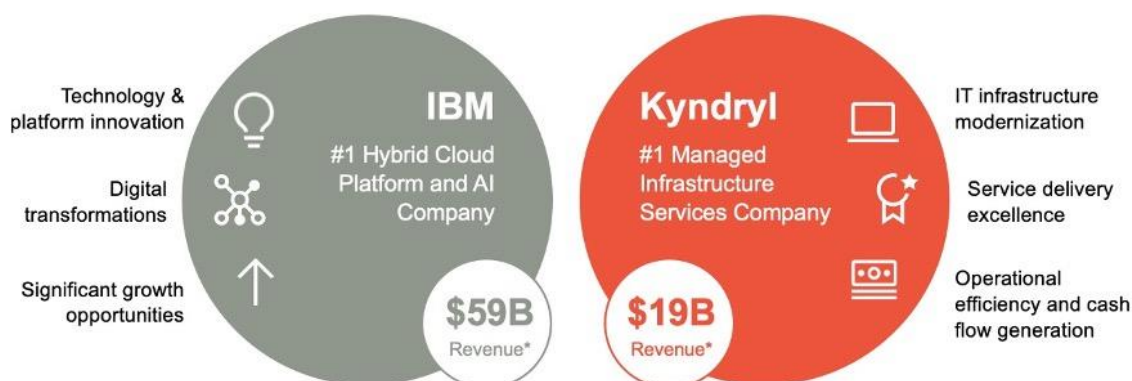 Technology &
platform innovation
Digital
transformations
Significant growth
opportunities
IBM
#1 Hybrid Cloud
Platform and AI
Company
$59B
Revenue*
Kyndryl
#1 Managed
Infrastructure
Services Company
$19B
Revenue*
IT infrastructure
modernization
Service delivery
excellence
Operational
efficiency and cash
flow generation